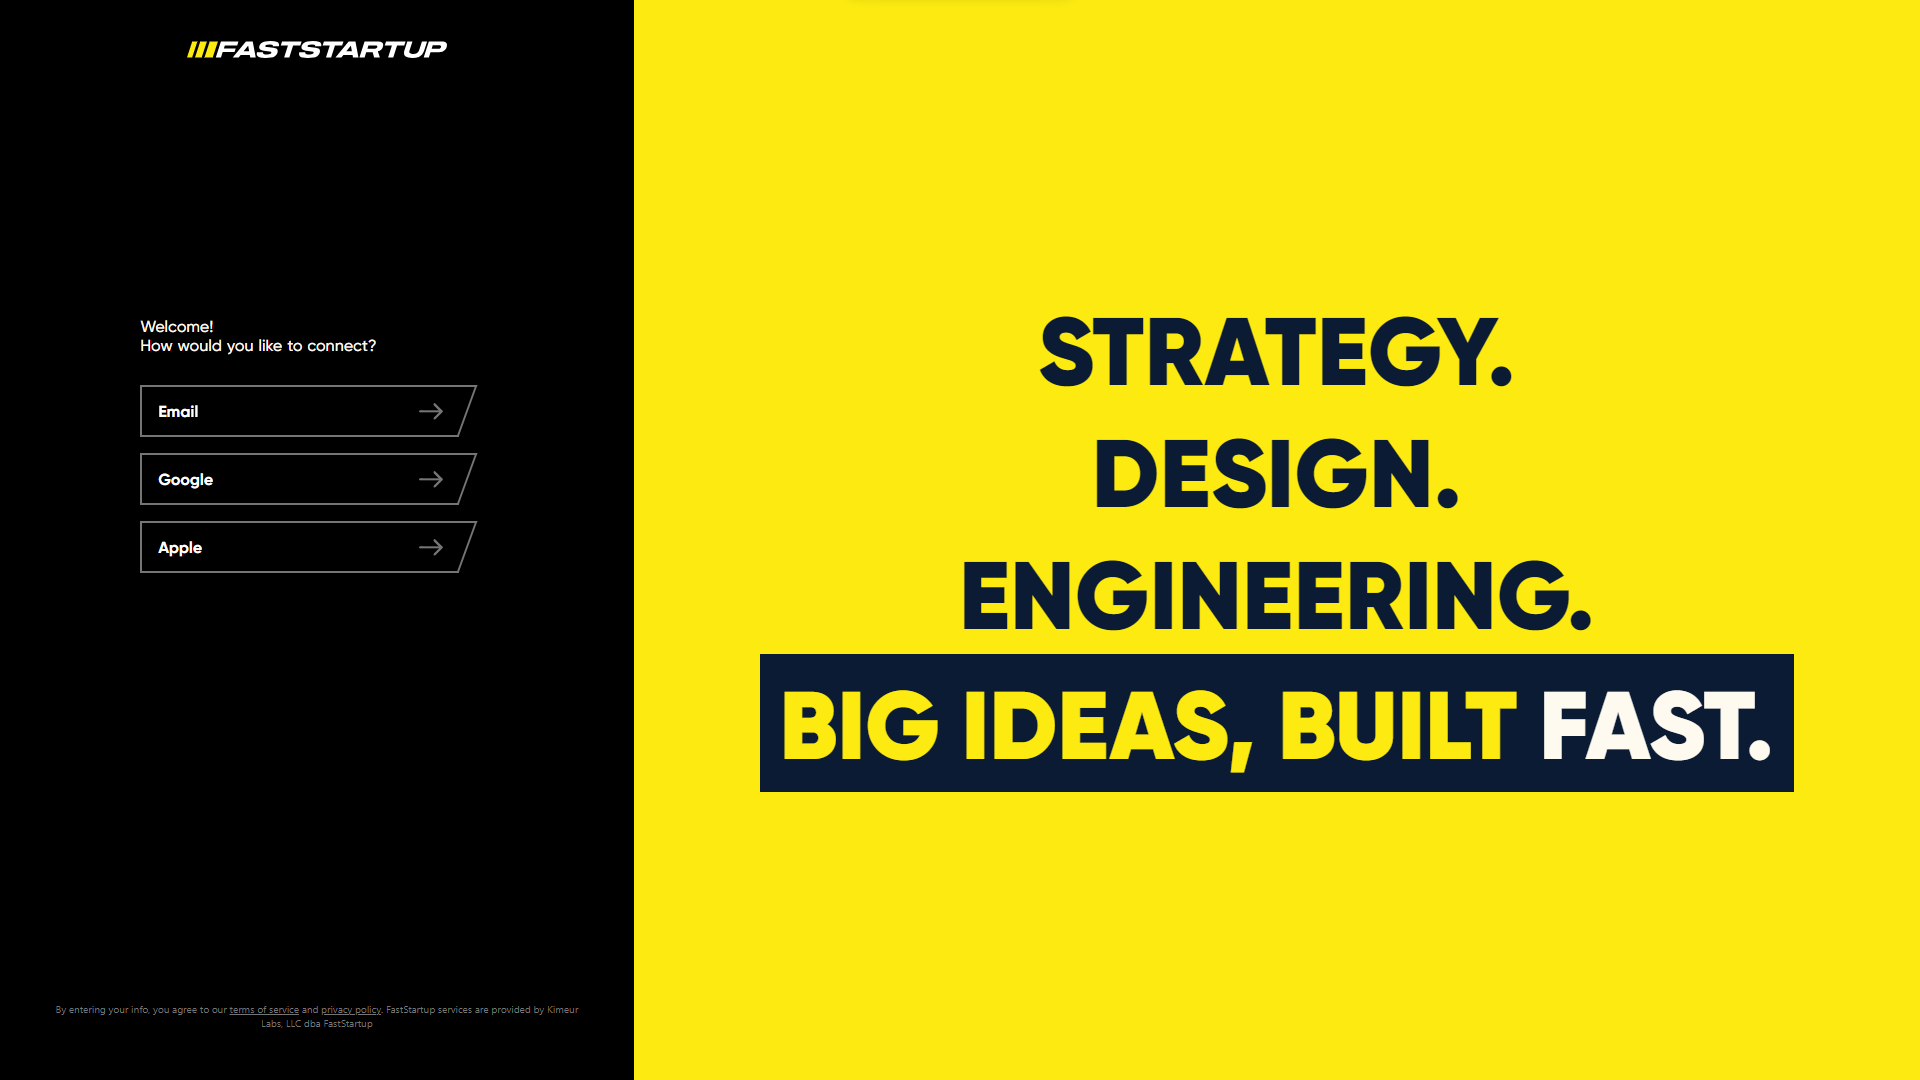 FASTSTARTUP
Welcome!
How would you like to connect?
Email
Google
Apple
By entering your info, you agree to our terms of service and privacy policy. FastStartup services are provided by Kimeur
Labs, LLC dba FastStartup
STRATEGY.
DESIGN.
ENGINEERING.
BIG IDEAS, BUILT FAST.